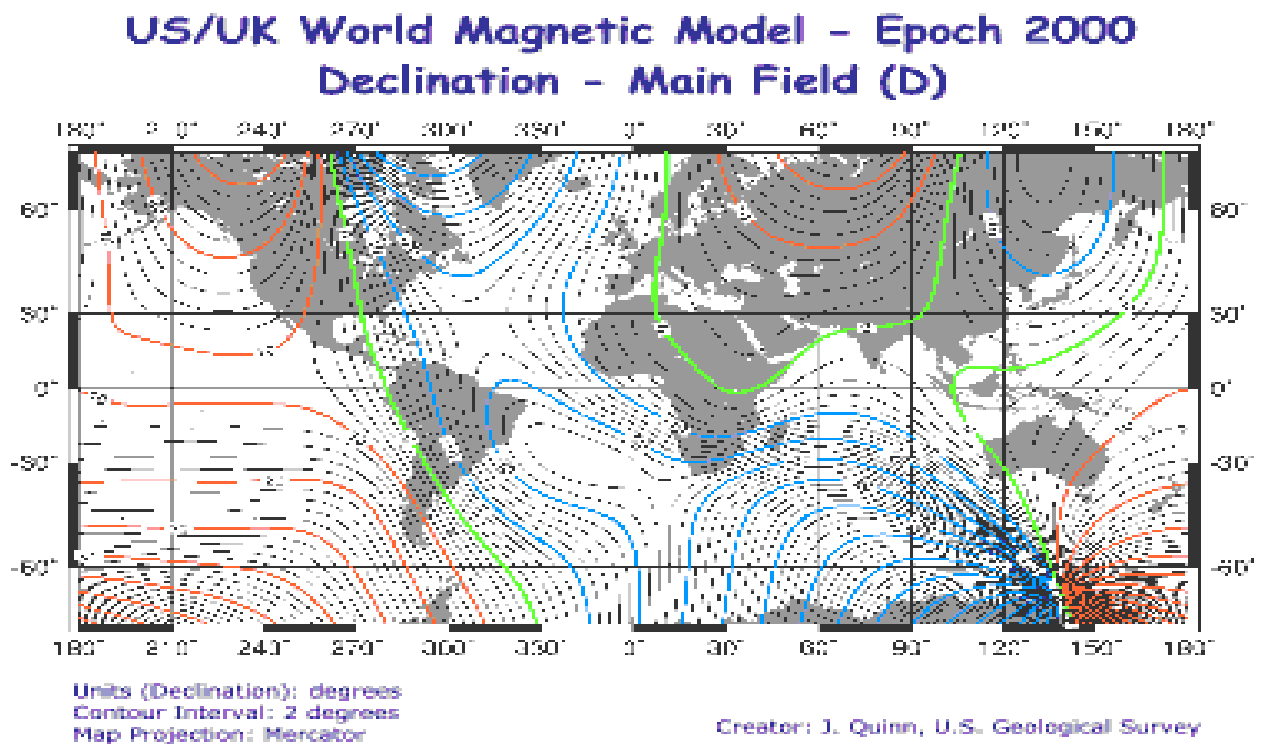 US/UK World Magnetic Model - Epoch 2000
Declination - Main Field (D)
180° 240° 270° 300° 330° 0° 30° 60° 90° 120° 150° 180°
60° 60°
30° 30°
0° 0°
-30° -30°
-60° -60°
180° 240° 270° 300° 330° 0° 30° 60° 90° 120° 150° 180°
Units (Declination): degrees
Contour Interval: 2 degrees
Map Projection: Mercator
Creator: J. Quinn, U.S. Geological Survey